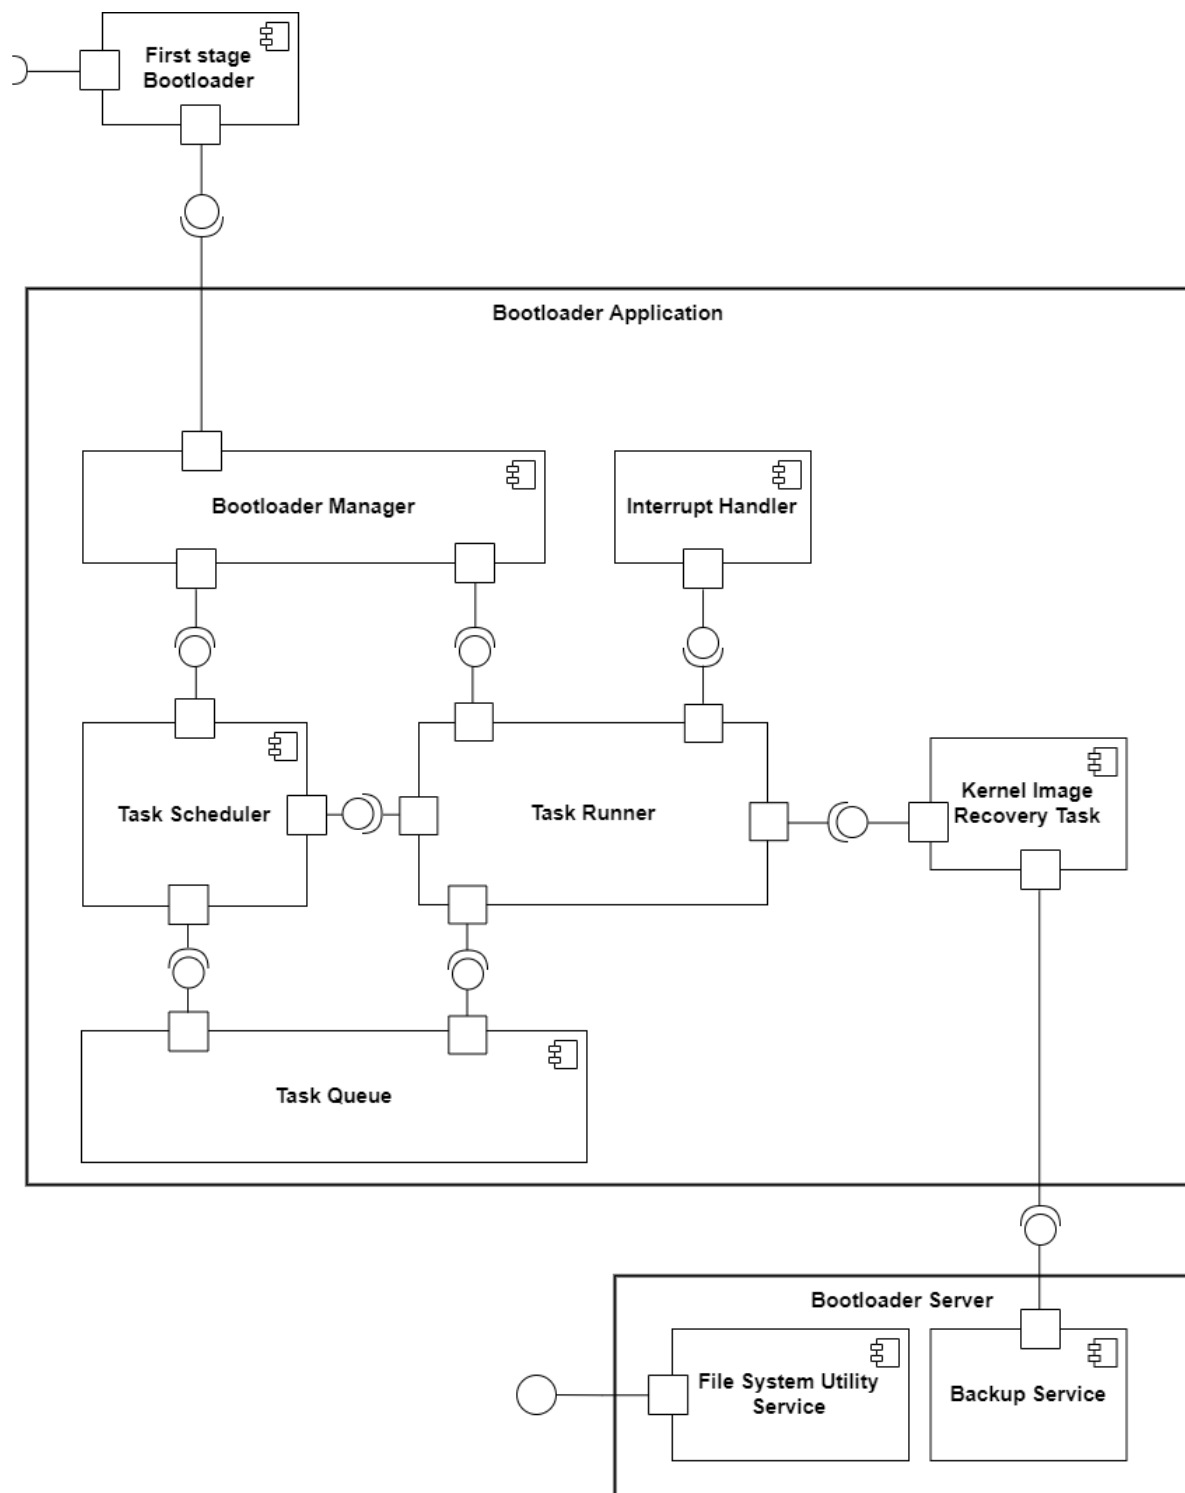 First stage
Bootloader
Bootloader Application
Bootloader Manager
Interrupt Handler
Task Scheduler
Task Runner
Kernel Image
Recovery Task
Task Queue
Bootloader Server
File System Utility
Service
Backup Service